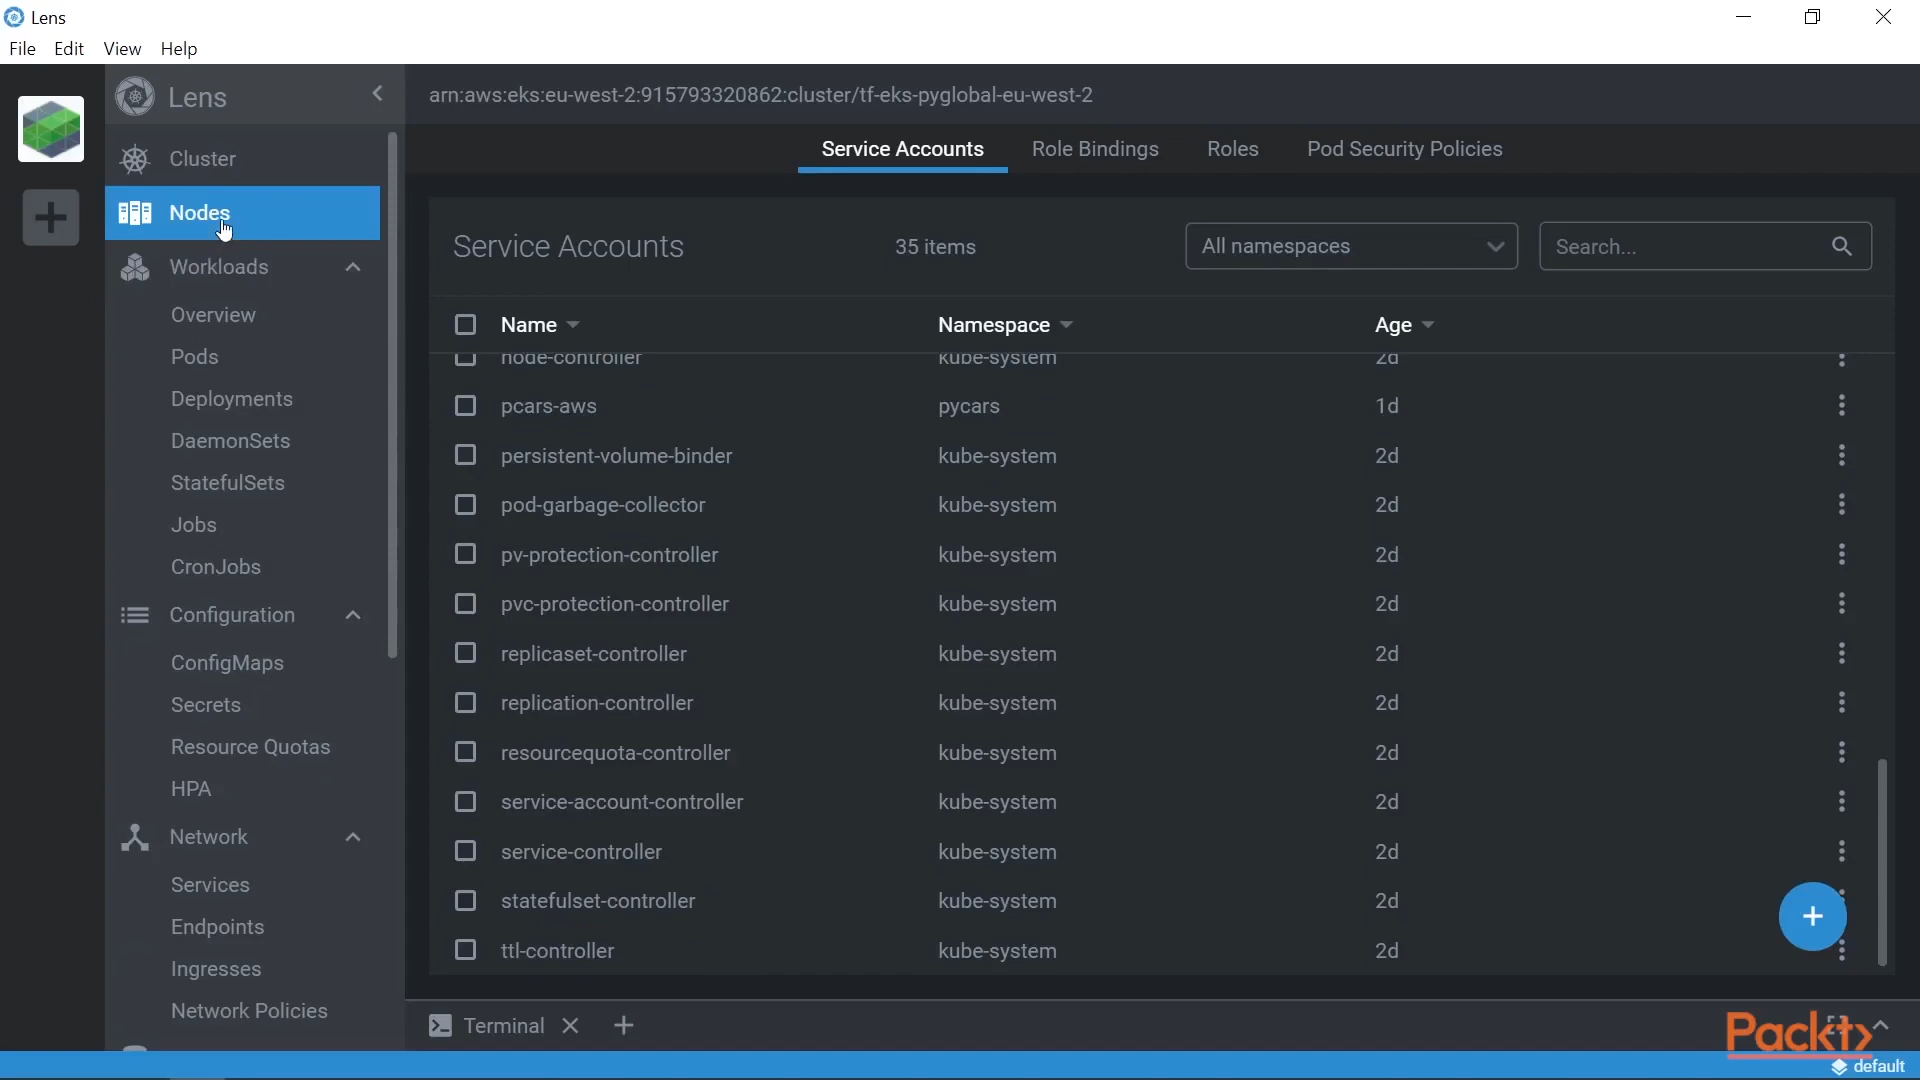 Lens
File Edit View Help
Lens
arn:aws:eks:eu-west-2:915793320862:cluster/tf-eks-pyglobal-eu-west-2
Cluster
Nodes
Workloads
Overview
Pods
Deployments
DaemonSets
StatefulSets
Jobs
CronJobs
Configuration
ConfigMaps
Secrets
Resource Quotas
HPA
Network
Services
Endpoints
Ingresses
Network Policies
Service Accounts Role Bindings Roles Pod Security Policies
Service Accounts 35 items All namespaces Search...
Name Namespace Age
node-controller kube-system 2d
pcars-aws pycars 1d
persistent-volume-binder kube-system 2d
pod-garbage-collector kube-system 2d
pv-protection-controller kube-system 2d
pvc-protection-controller kube-system 2d
replicaset-controller kube-system 2d
replication-controller kube-system 2d
resourcequota-controller kube-system 2d
service-account-controller kube-system 2d
service-controller kube-system 2d
statefulset-controller kube-system 2d
ttl-controller kube-system 2d
Terminal
Packt
default